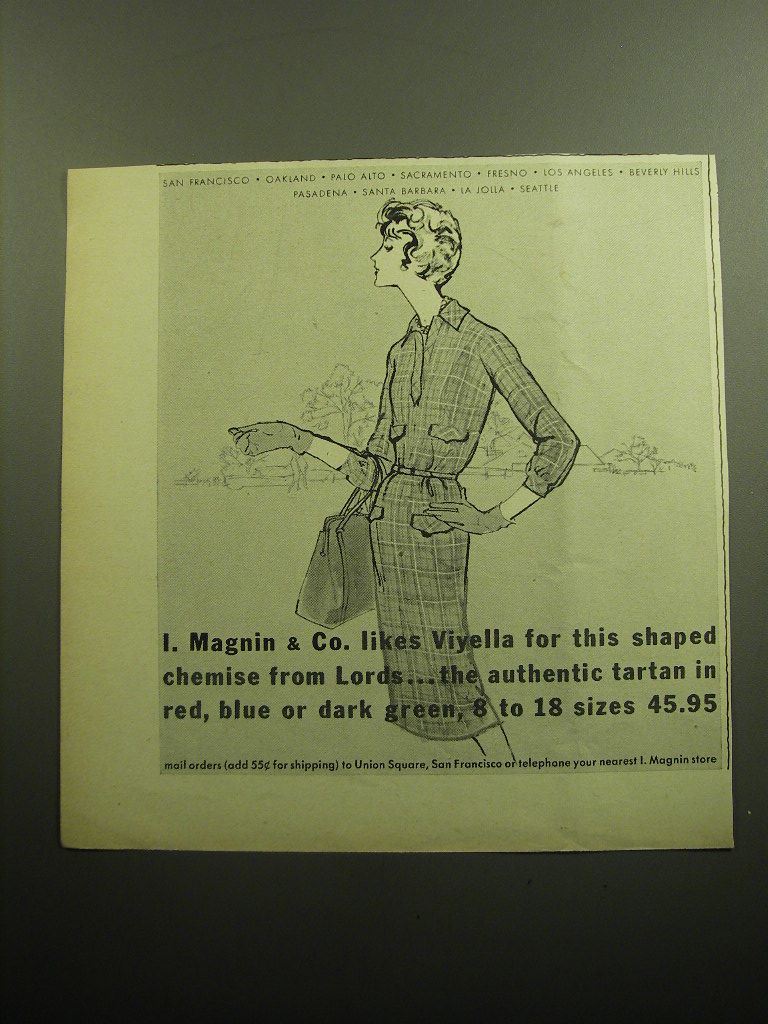 SAN FRANCISCO • OAKLAND • PALO ALTO • SACRAMENTO • FRESNO • LOS ANGELES • BEVERLY HILLS
PASADENA • SANTA BARBARA • LA JOLLA • SEATTLE
I. Magnin & Co. likes Viyella for this shaped
chemise from Lords...the authentic tartan in
red, blue or dark green, 8 to 18 sizes 45.95
mail orders (add 55¢ for shipping) to Union Square, San Francisco or telephone your nearest I. Magnin store